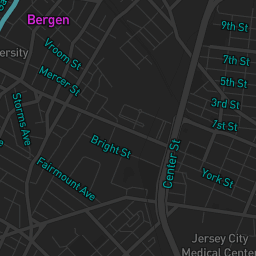 Bergen
9th St
ersity
Vroom St
7th St
Mercer St
5th St
3rd St
Storms Ave
1st St
Bright St
Center St
Fairmount Ave
York St
Jersey City
Medical Cente